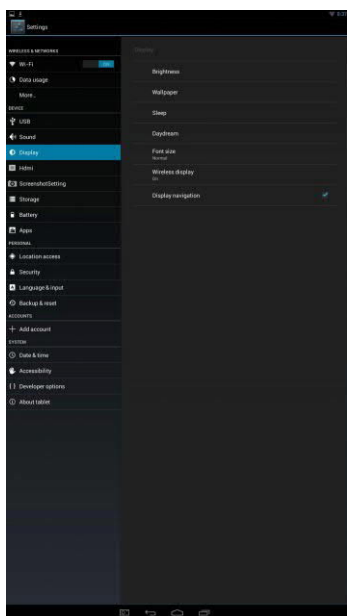 Settings
WIRELESS & NETWORKS
Wi-Fi
ON
Data usage
More...
DEVICE
USB
Sound
Display
Hdmi
ScreenshotSetting
Storage
Battery
Apps
PERSONAL
Location access
Security
Language & input
Backup & reset
ACCOUNTS
Add account
SYSTEM
Date & time
Accessibility
Developer options
About tablet
Display
Brightness
Wallpaper
Sleep
Daydream
Font size
Normal
Wireless display
Display navigation